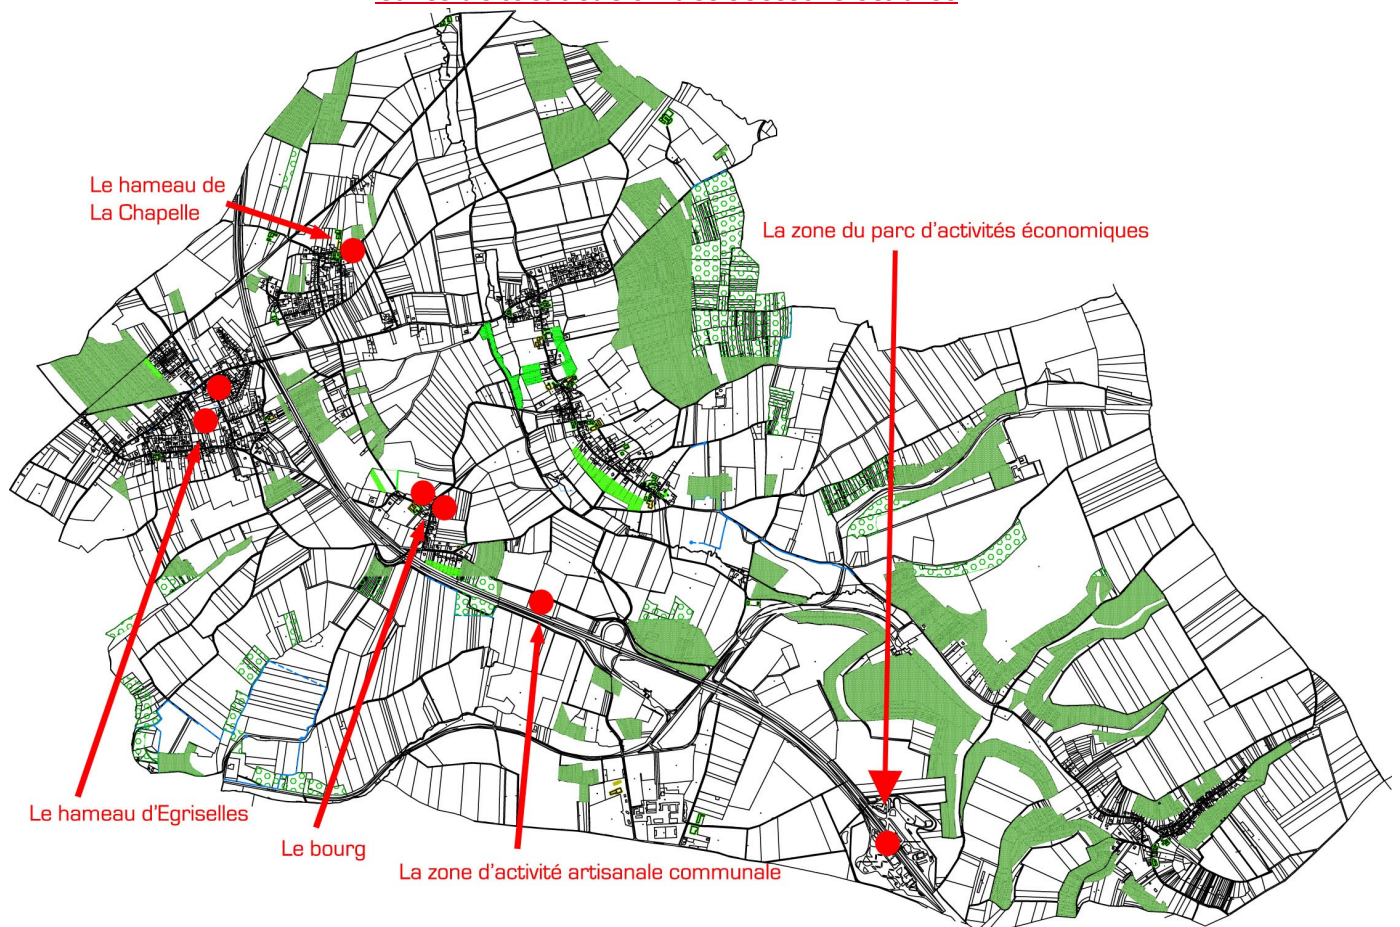 Le hameau de
La Chapelle
La zone du parc d'activités économiques
Le hameau d'Egriselles
Le bourg
La zone d'activité artisanale communale